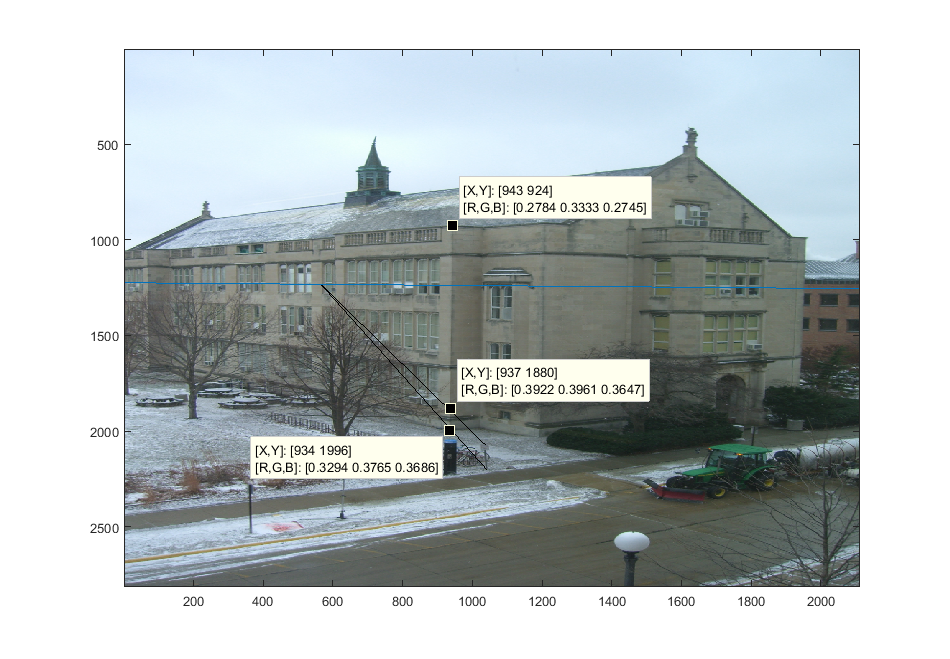 500
[X,Y]: [943 924]
[R,G,B]: [0.2784 0.3333 0.2745]
1000
1500
[X,Y]: [937 1880]
[R,G,B]: [0.3922 0.3961 0.3647]
2000
[X,Y]: [934 1996]
[R,G,B]: [0.3294 0.3765 0.3686]
2500
200 400 600 800 1000 1200 1400 1600 1800 2000